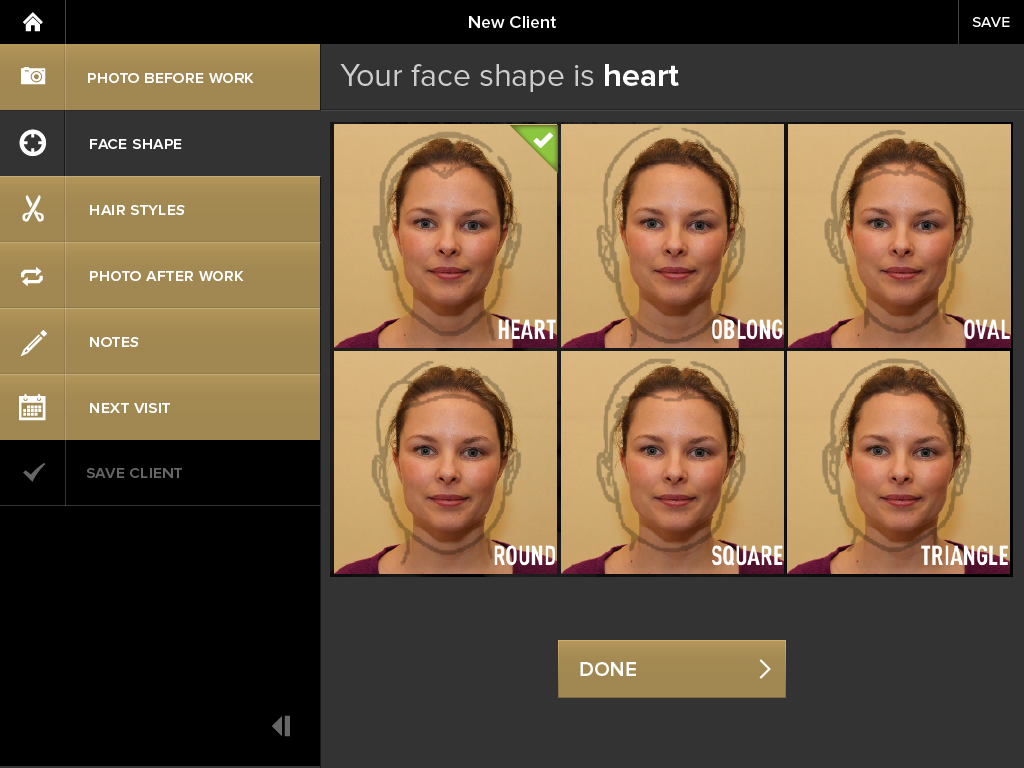 New Client
SAVE
PHOTO BEFORE WORK
FACE SHAPE
HAIR STYLES
PHOTO AFTER WORK
NOTES
NEXT VISIT
SAVE CLIENT
Your face shape is heart
HEART
OBLONG
OVAL
ROUND
SQUARE
TRIANGLE
DONE